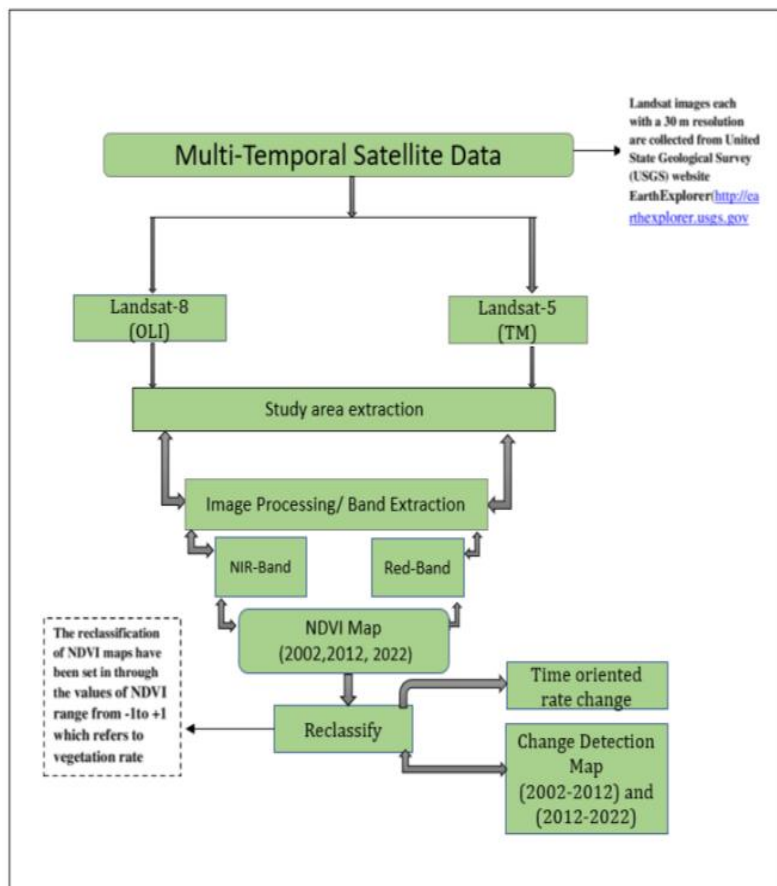 Landsat images each
with a 30 m resolution
are collected from United
State Geological Survey
(USGS) website
EarthExplorer(http://ea
rthexplorer.usgs.gov
Multi-Temporal Satellite Data
Landsat-8
(OLI)
Landsat-5
(TM)
Study area extraction
Image Processing/ Band Extraction
NIR-Band
Red-Band
NDVI Map
(2002,2012, 2022)
The reclassification
of NDVI maps have
been set in through
the values of NDVI
range from -1to +1
which refers to
vegetation rate
Reclassify
Time oriented
rate change
Change Detection
Map
(2002-2012) and
(2012-2022)